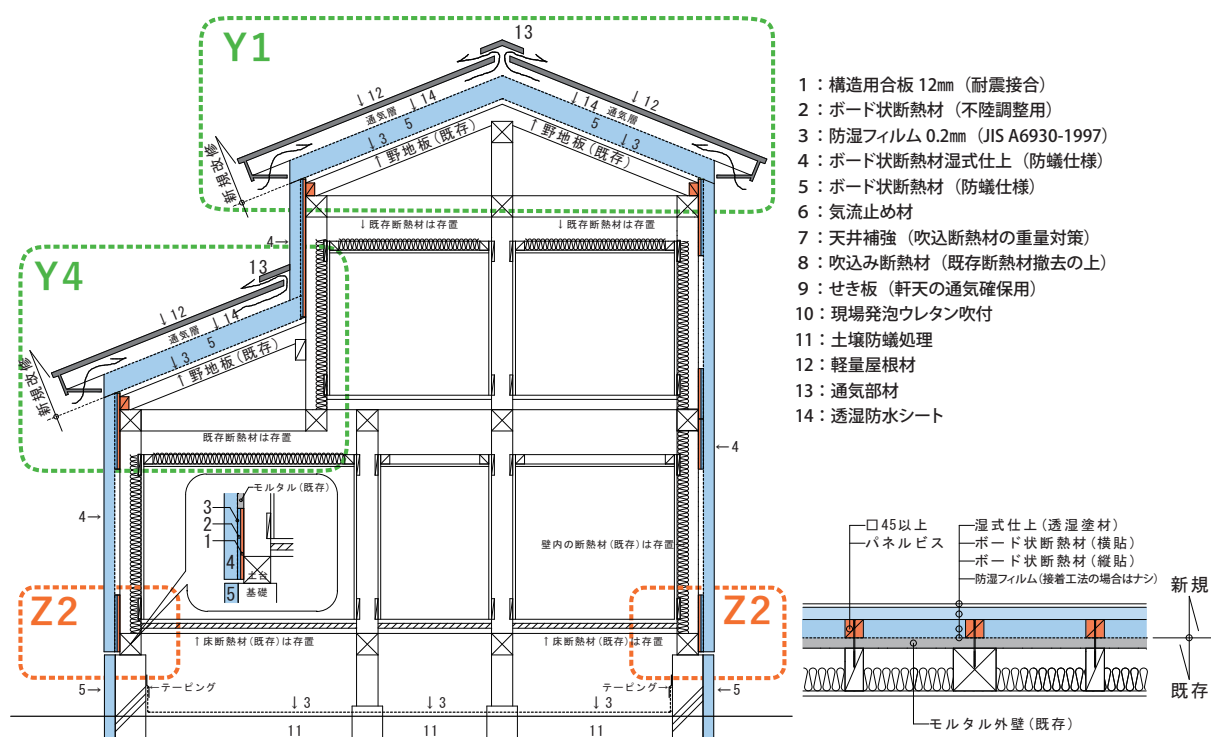 Y1
13
↓12
通気層
↓14
↓3 5
↑野地板(既存)
↓14
↓12
通気層
5 ↓3
↑野地板(既存)
新規改修
↓既存断熱材は存置
↓既存断熱材は存置
4→
Y4
13
↓12
通気層
↓14
↓3 5
↑野地板(既存)
新規改修
既存断熱材は存置
←4
モルタル(既存)
3
2
1
4
土台
5
基礎
4→
壁内の断熱材(既存)は存置
Z2
Z2
↑床断熱材(既存)は存置
↑床断熱材(既存)は存置
5→
←テーピング
テーピング→
←5
↓3
↓3
↓3
11
11
11
1:構造用合板 12㎜(耐震接合)
2:ボード状断熱材(不陸調整用)
3:防湿フィルム 0.2㎜(JIS A6930-1997)
4:ボード状断熱材湿式仕上(防蟻仕様)
5:ボード状断熱材(防蟻仕様)
6:気流止め材
7:天井補強(吹込断熱材の重量対策)
8:吹込み断熱材(既存断熱材撤去の上)
9:せき板(軒天の通気確保用)
10:現場発泡ウレタン吹付
11:土壌防蟻処理
12:軽量屋根材
13:通気部材
14:透湿防水シート
口45以上
パネルビス
湿式仕上(透湿塗材)
ボード状断熱材(横貼)
ボード状断熱材(縦貼)
防湿フィルム(接着工法の場合はナシ)
新規
既存
モルタル外壁(既存)